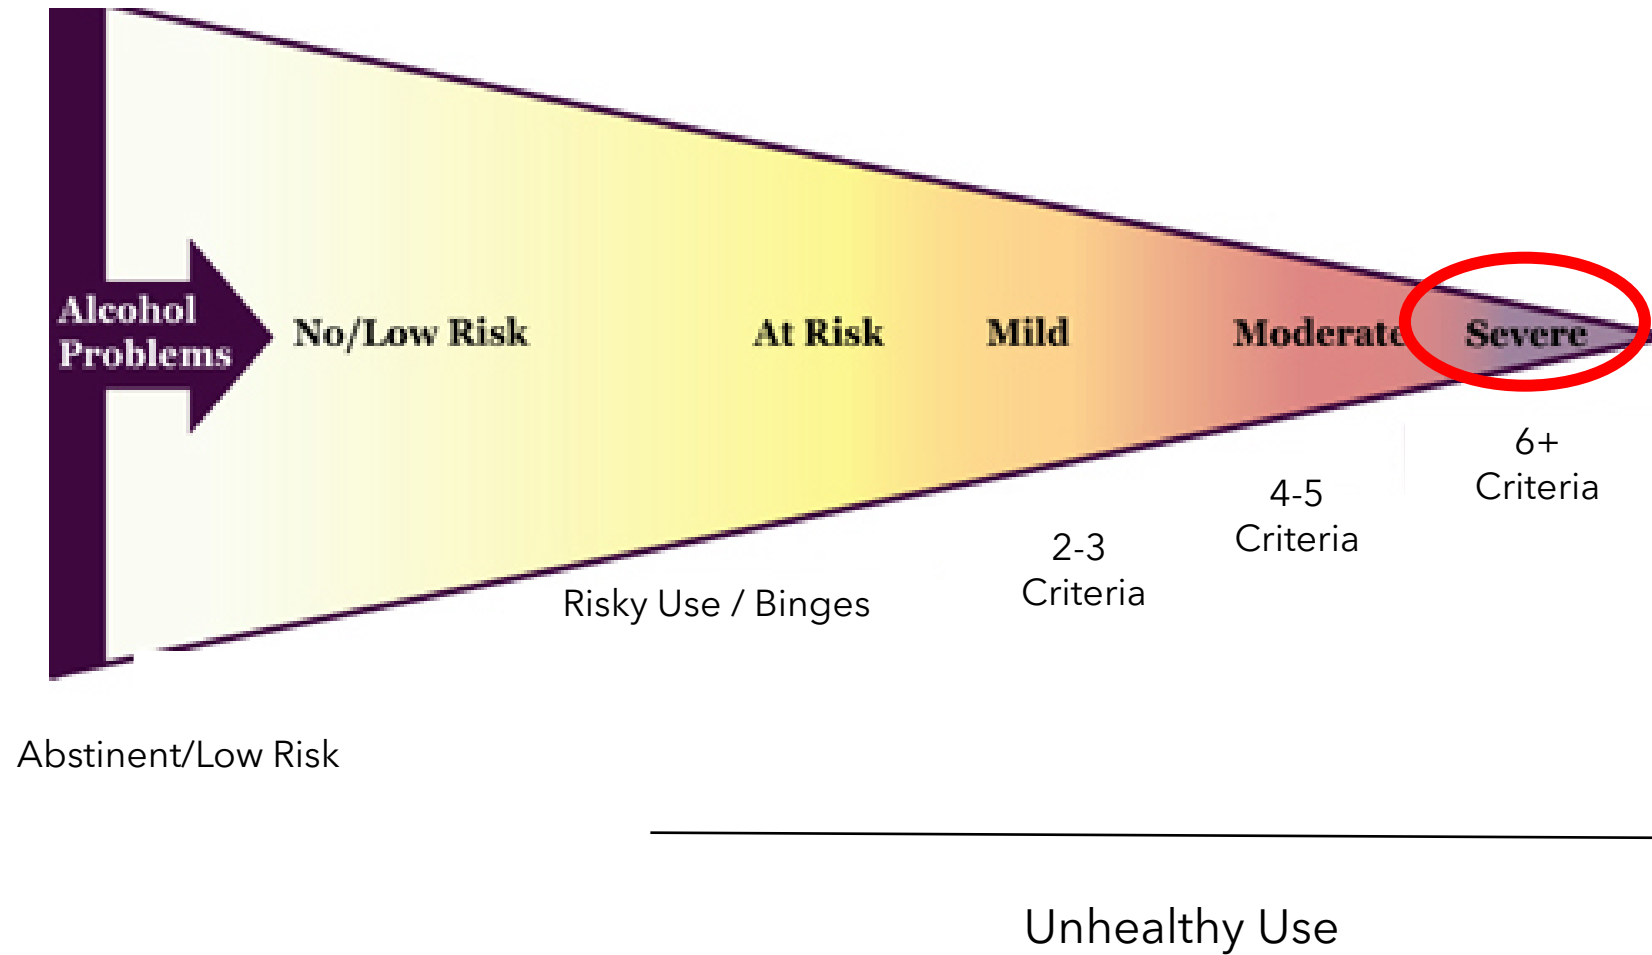 Alcohol
Problems
No/Low Risk
At Risk
Mild
Moderate
Severe
6+
Criteria
4-5
Criteria
2-3
Criteria
Risky Use / Binges
Abstinent/Low Risk
Unhealthy Use